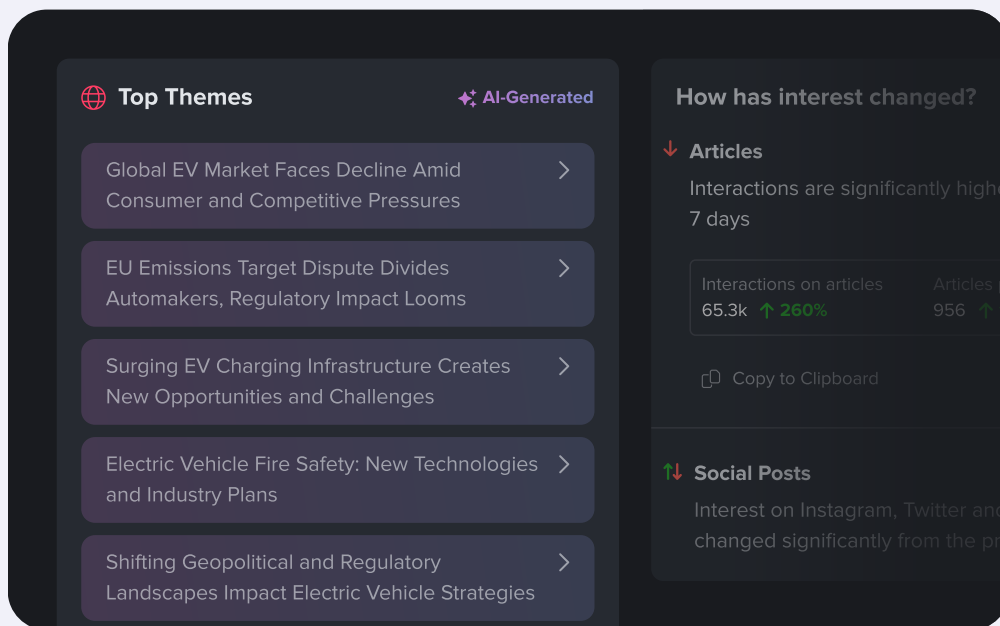 Top Themes
AI-Generated
Global EV Market Faces Decline Amid
Consumer and Competitive Pressures
EU Emissions Target Dispute Divides
Automakers, Regulatory Impact Looms
Surging EV Charging Infrastructure Creates
New Opportunities and Challenges
Electric Vehicle Fire Safety: New Technologies
and Industry Plans
Shifting Geopolitical and Regulatory
Landscapes Impact Electric Vehicle Strategies
How has interest changed?
Articles
Interactions are significantly
7 days
Interactions on articles
65.3k 260%
Articles
956
Copy to Clipboard
Social Posts
Interest on Instagram, Twitter and
changed significantly from the